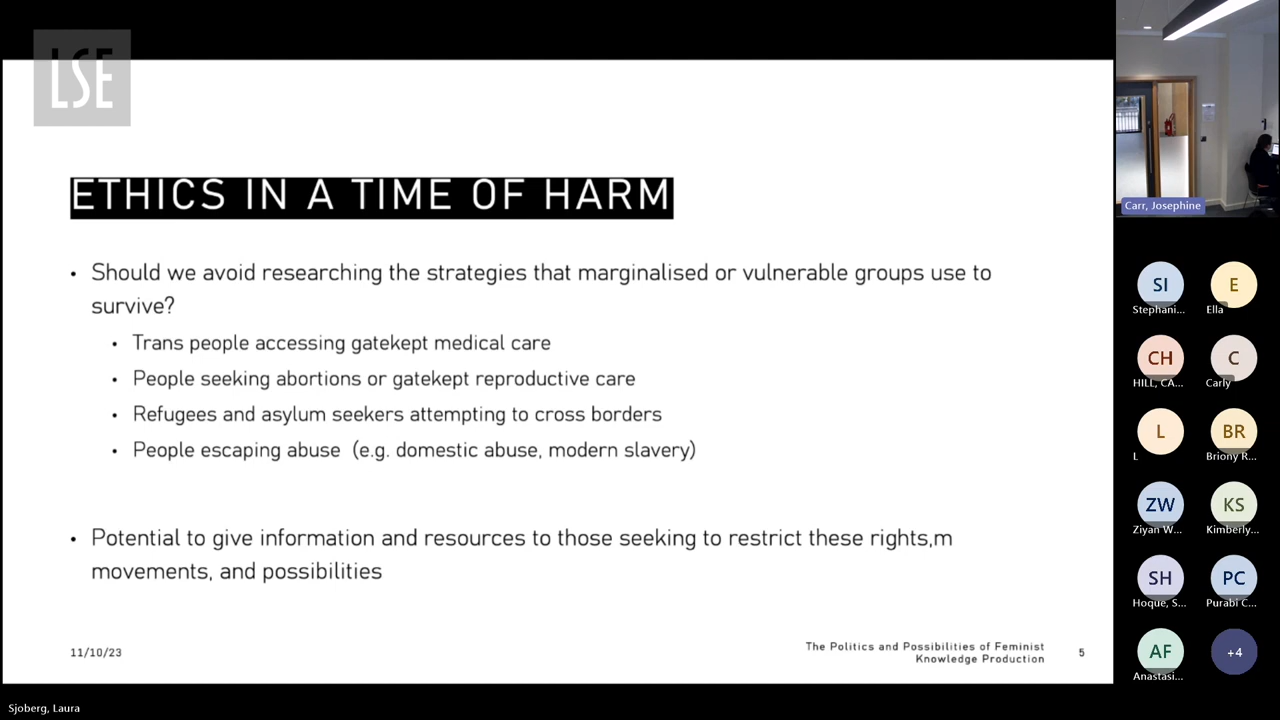 LSE
ETHICS IN A TIME OF HARM
• Should we avoid researching the strategies that marginalised or vulnerable groups use to
survive?
• Trans people accessing gatekept medical care
• People seeking abortions or gatekept reproductive care
• Refugees and asylum seekers attempting to cross borders
• People escaping abuse (e.g. domestic abuse, modern slavery)
• Potential to give information and resources to those seeking to restrict these rights,m
movements, and possibilities
11/10/23
The Politics and Possibilities of Feminist
Knowledge Production
5
Carr, Josephine
SI
Stephani...
E
Ella
CH
HILL, CA...
C
Carly
L
L
BR
Briony R...
ZW
Ziyan W...
KS
Kimberly...
SH
Hoque, S...
PC
Purabi C...
AF
Anastasi...
+4
Sjoberg, Laura